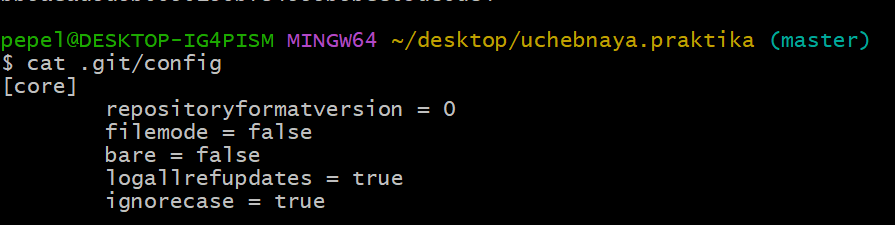 pepel@DESKTOP-IG4PISM MINGW64 ~/desktop/uchebnaya.praktika (master)
$ cat .git/config
[core]
        repositoryformatversion = 0
        filemode = false
        bare = false
        logallrefupdates = true
        ignorecase = true